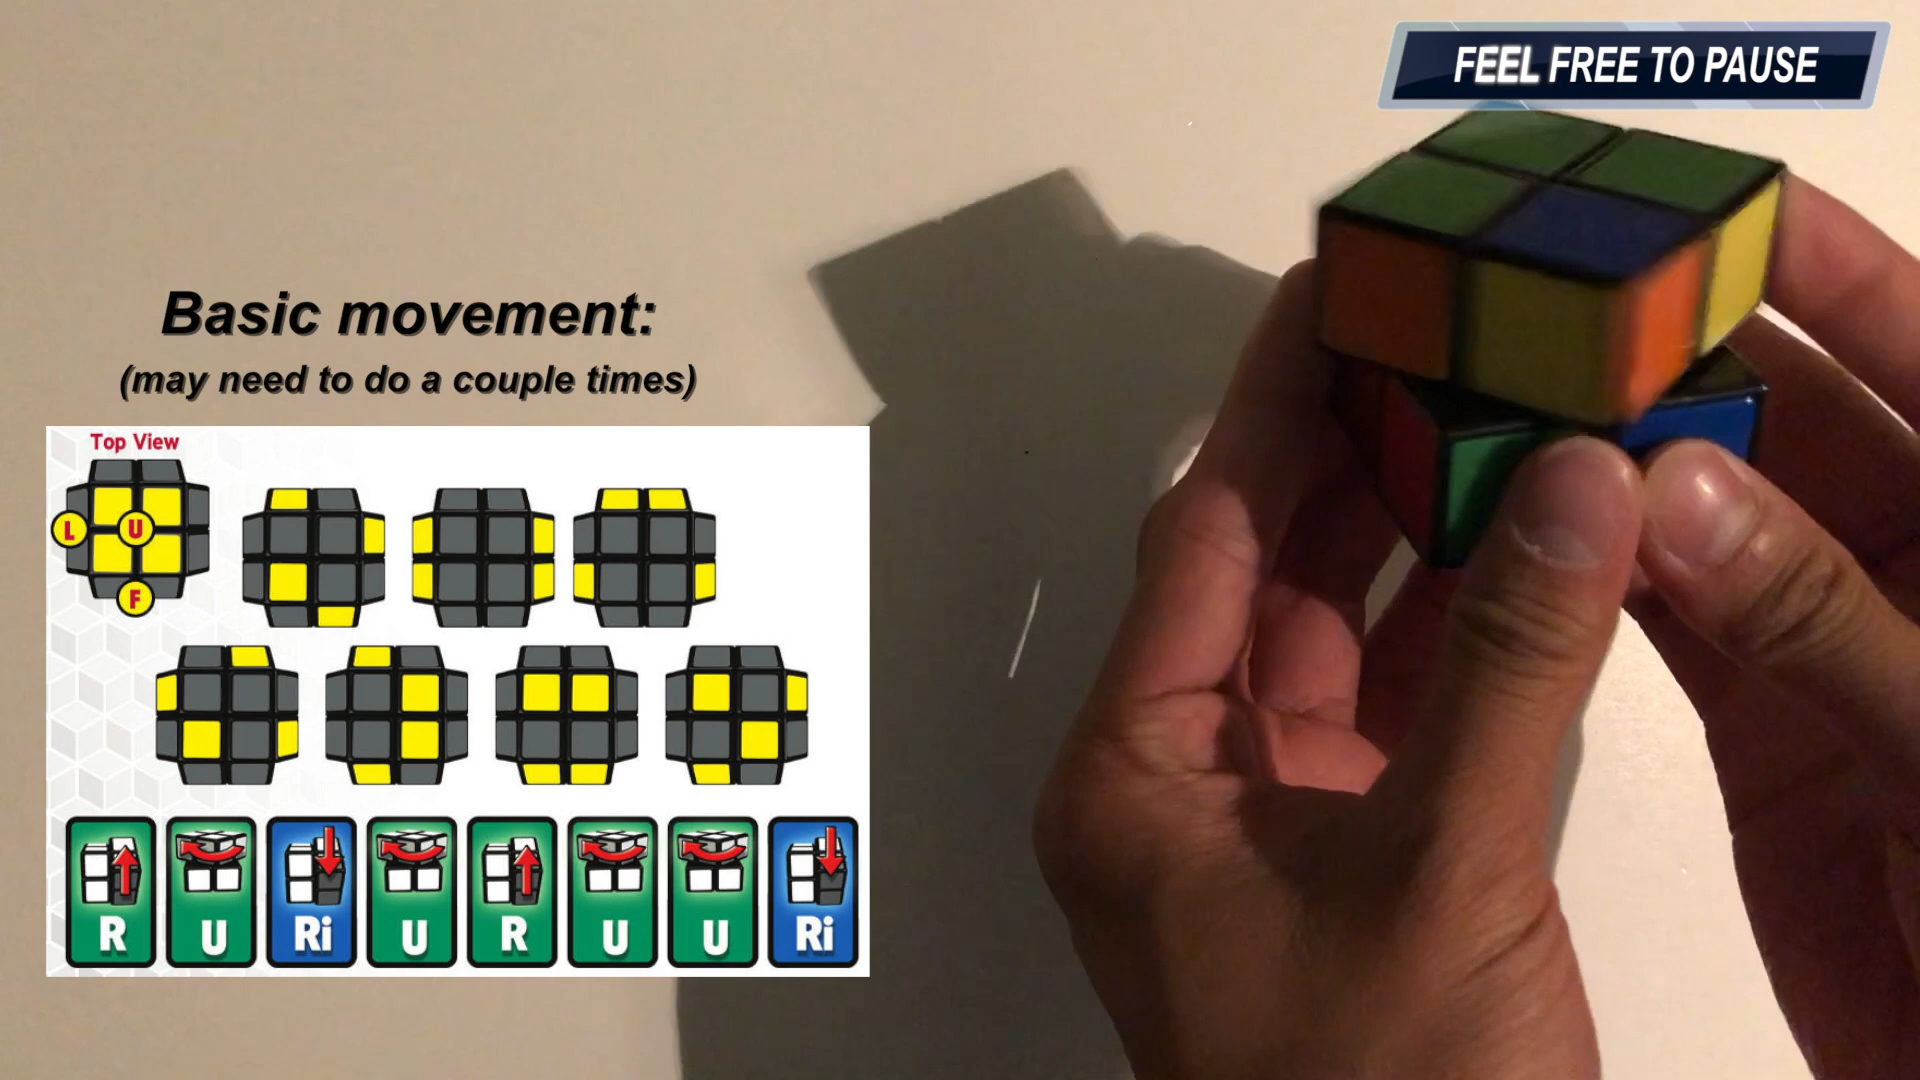 FEEL FREE TO PAUSE
Basic movement:
(may need to do a couple times)
Top View
L
U
F
R
U
Ri
U
R
U
U
Ri